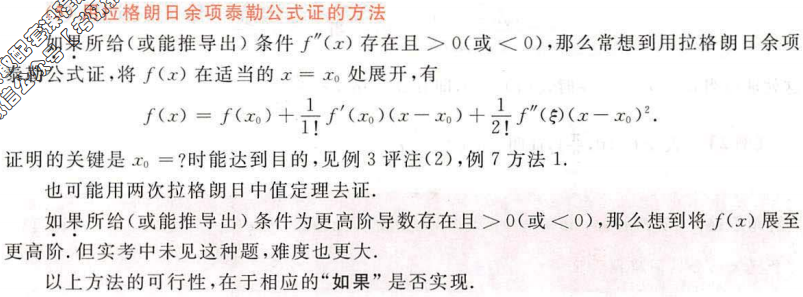 用拉格朗日余项泰勒公式证的方法
如果所给(或能推导出)条件 f″(x) 存在且 > 0(或 < 0),那么常想到用拉格朗日余项
泰勒公式证,将 f(x) 在适当的 x = x₀ 处展开,有
f(x) = f(x₀) + \frac{1}{1!} f′(x₀)(x − x₀) + \frac{1}{2!} f″(ξ)(x − x₀)².
证明的关键是 x₀ =?时能达到目的,见例 3 评注(2),例 7 方法 1.
也可能用两次拉格朗日中值定理去证.
如果所给(或能推导出)条件为更高阶导数存在且>0(或<0),那么想到将 f(x) 展至
更高阶.但实考中未见这种题,难度也更大.
以上方法的可行性,在于相应的“如果”是否实现.